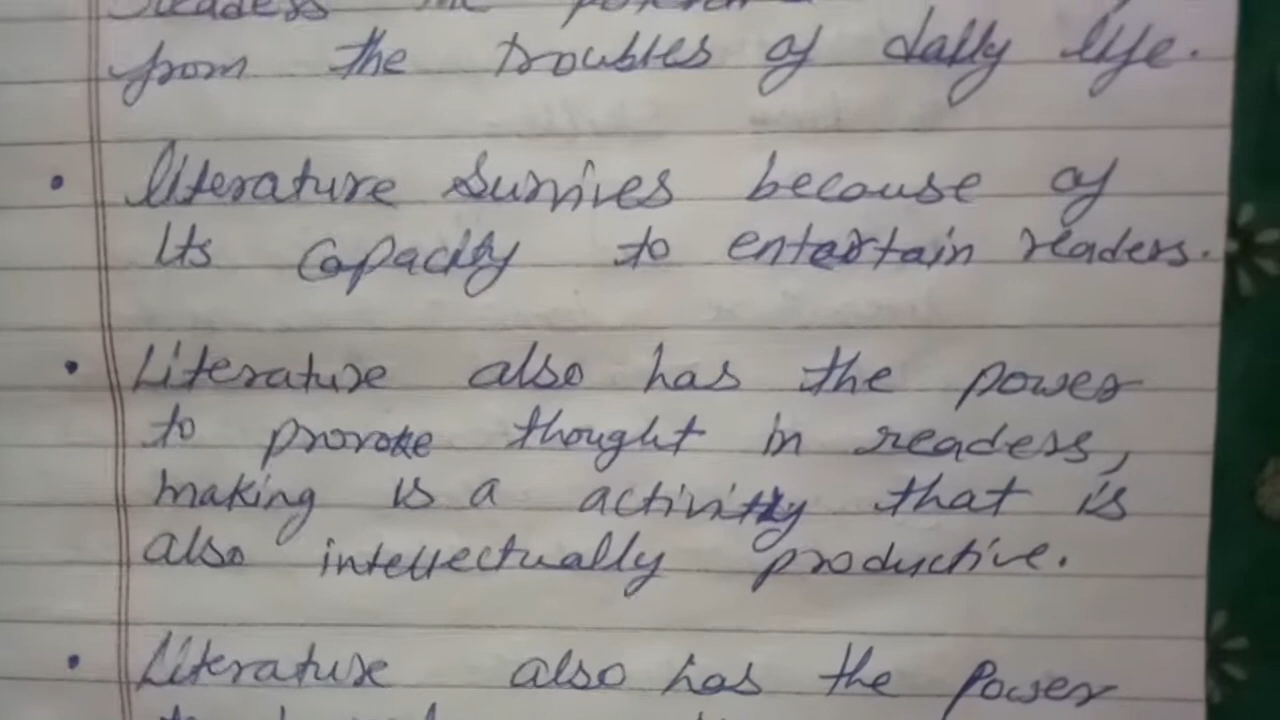 from the troubles of daily life.
• Literature survives because of
Its Capacity to entertain readers.
• Literature also has the power
to provoke thought in readers,
making is a activity that is
also intellectually productive.
• Literature also has the Power